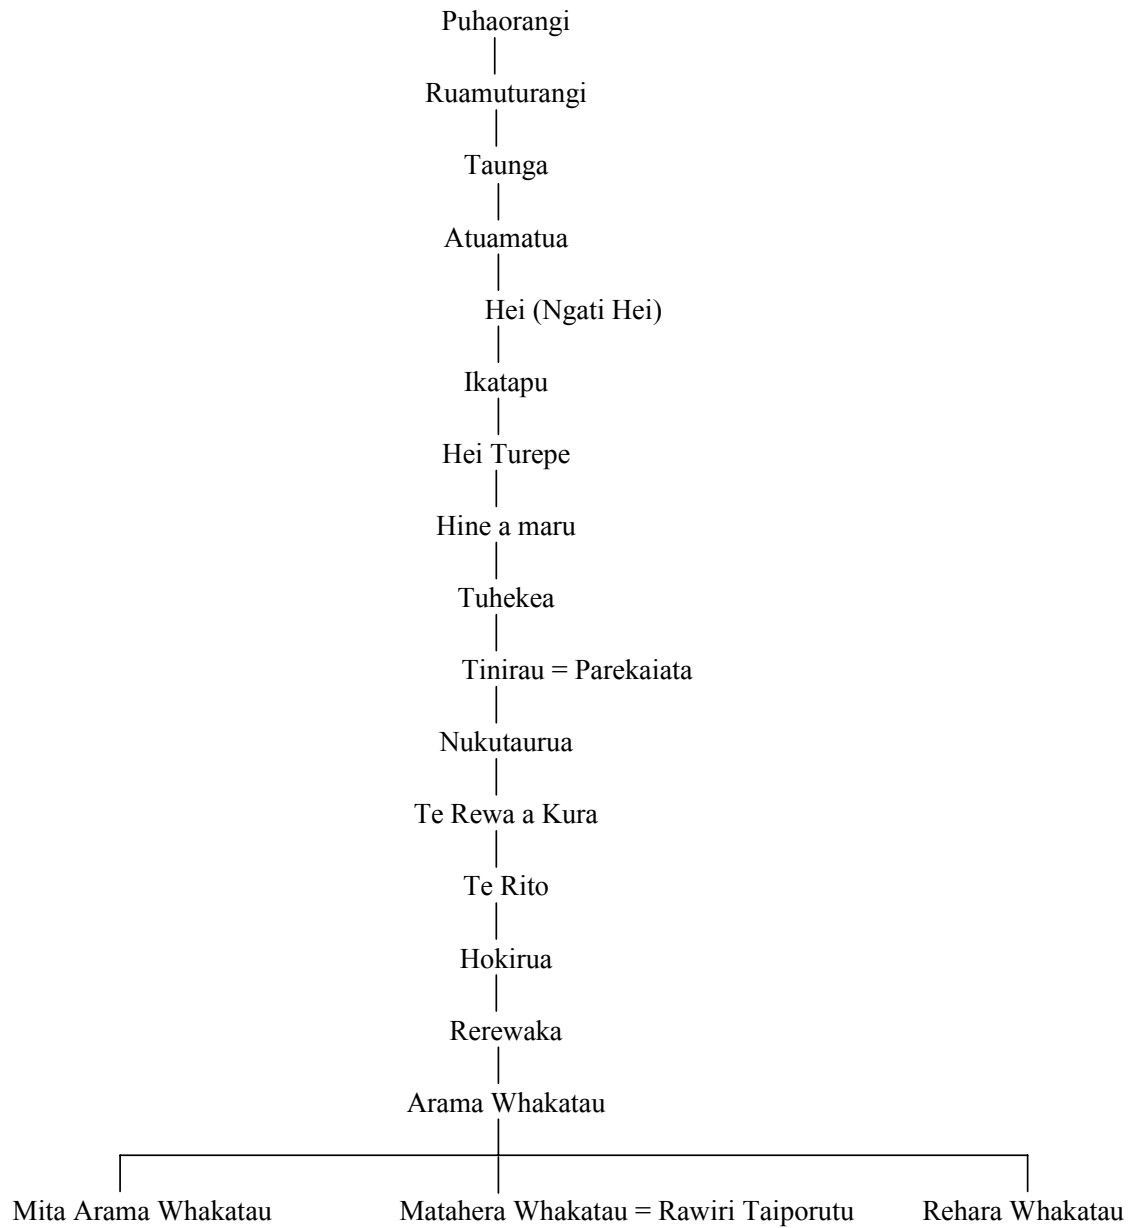 Puhaorangi
Ruamuturangi
Taunga
Atuamatua
Hei (Ngati Hei)
Ikatapu
Hei Turepe
Hine a maru
Tuhekea
Tinirau = Parekaiata
Nukutaurua
Te Rewa a Kura
Te Rito
Hokirua
Rerewaka
Arama Whakatau
Mita Arama Whakatau Matahera Whakatau = Rawiri Taiporutu Rehara Whakatau